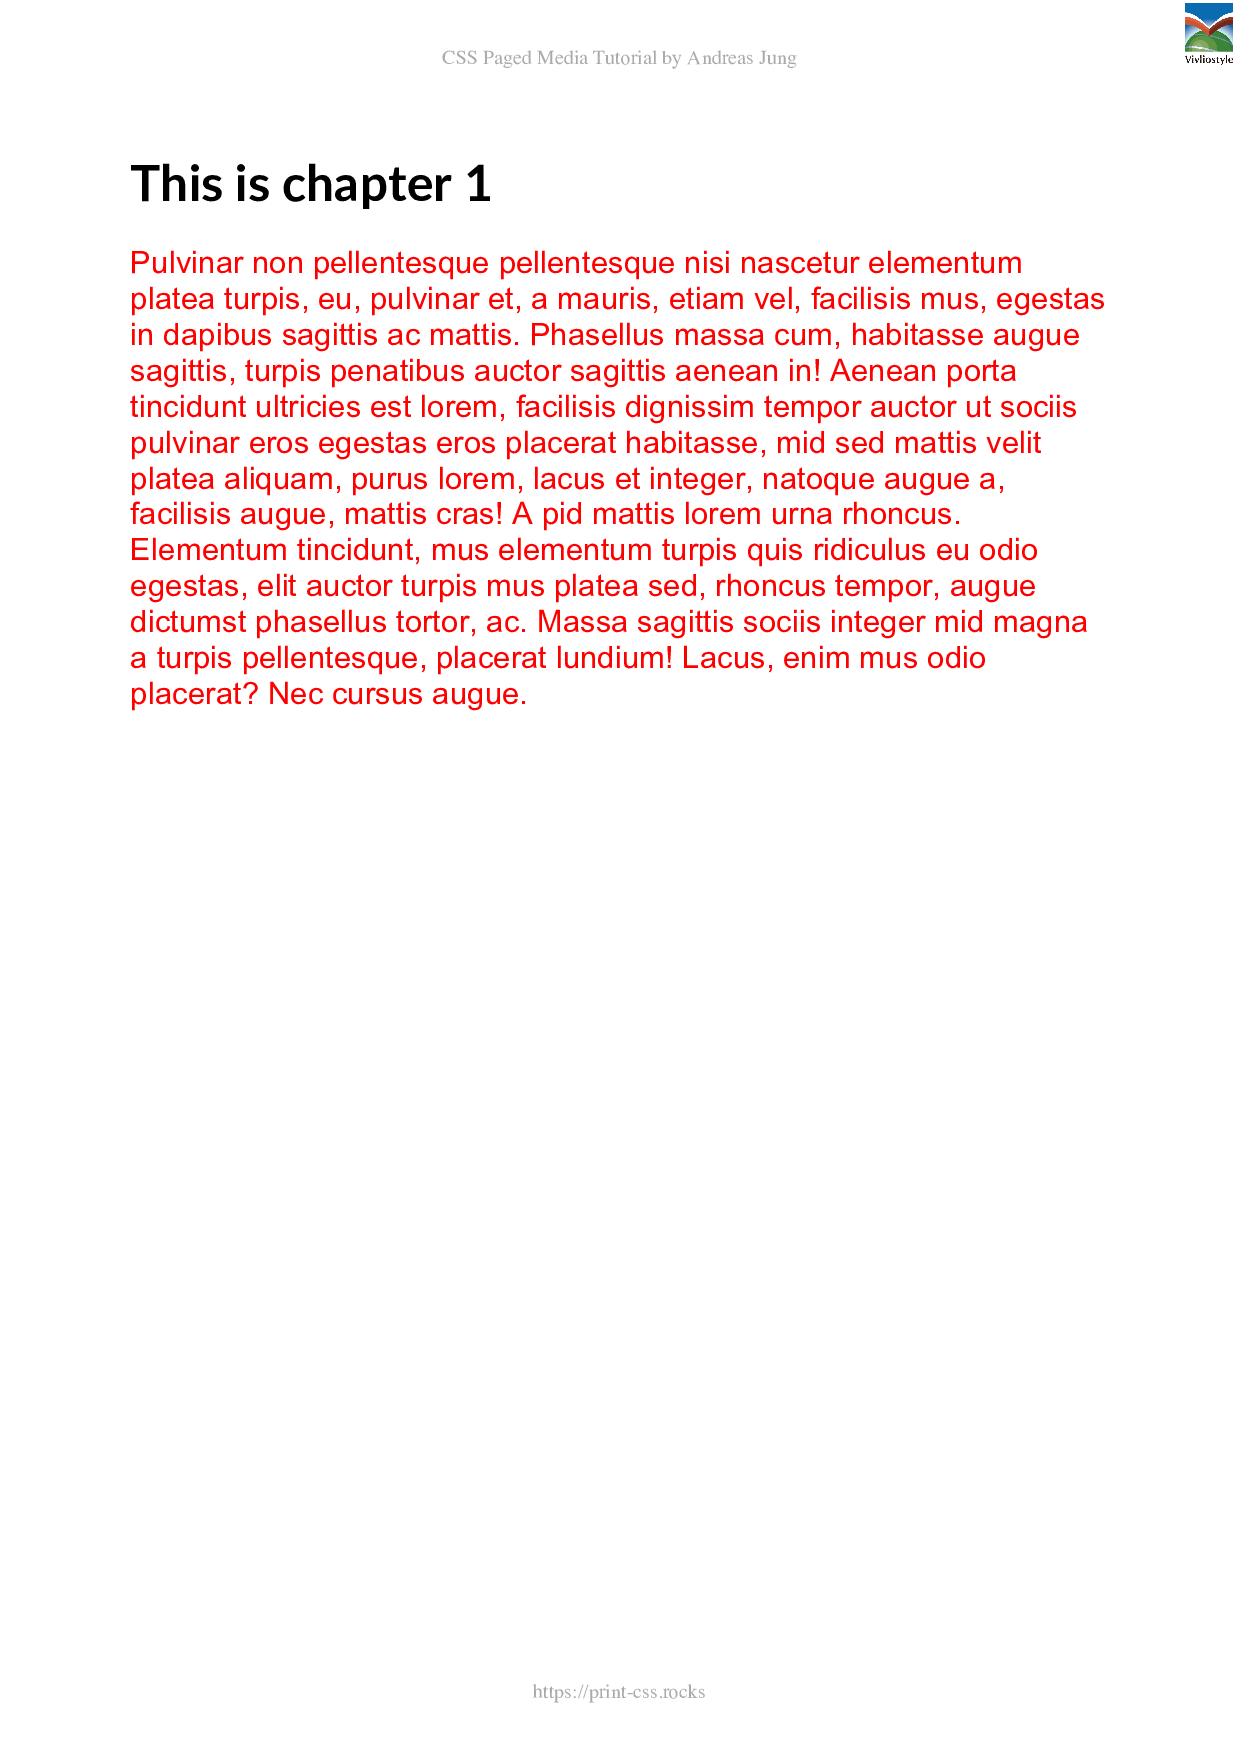 CSS Paged Media Tutorial by Andreas Jung
Vivliostyle
This is chapter 1
Pulvinar non pellentesque pellentesque nisi nascetur elementum
platea turpis, eu, pulvinar et, a mauris, etiam vel, facilisis mus, egestas
in dapibus sagittis ac mattis. Phasellus massa cum, habitasse augue
sagittis, turpis penatibus auctor sagittis aenean in! Aenean porta
tincidunt ultricies est lorem, facilisis dignissim tempor auctor ut sociis
pulvinar eros egestas eros placerat habitasse, mid sed mattis velit
platea aliquam, purus lorem, lacus et integer, natoque augue a,
facilisis augue, mattis cras! A pid mattis lorem urna rhoncus.
Elementum tincidunt, mus elementum turpis quis ridiculus eu odio
egestas, elit auctor turpis mus platea sed, rhoncus tempor, augue
dictumst phasellus tortor, ac. Massa sagittis sociis integer mid magna
a turpis pellentesque, placerat lundium! Lacus, enim mus odio
placerat? Nec cursus augue.
https://print-css.rocks